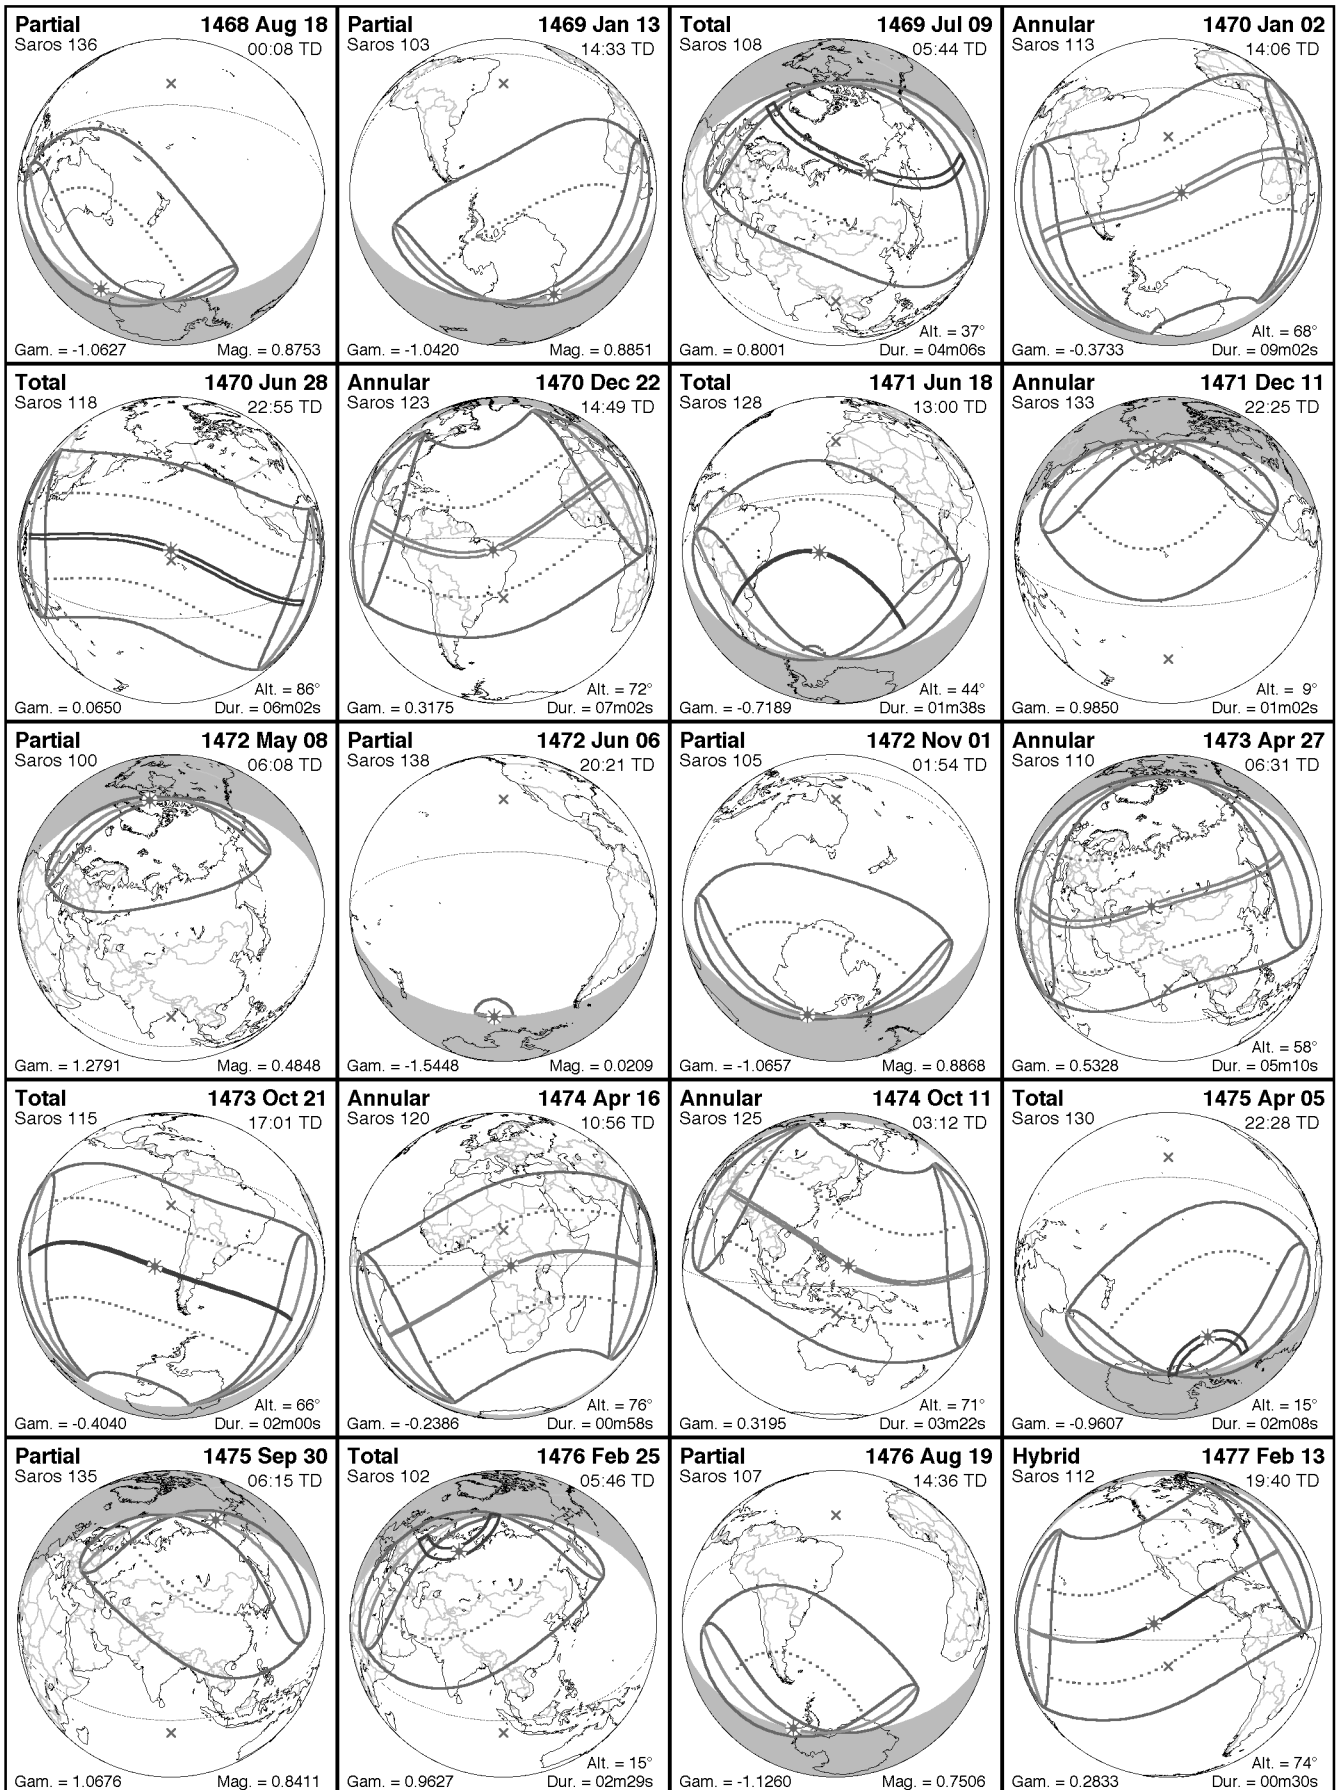 Partial 1468 Aug 18
Saros 136 00:08 TD
Gam. = -1.0627 Mag. = 0.8753
Partial 1469 Jan 13
Saros 103 14:33 TD
Gam. = -1.0420 Mag. = 0.8851
Total 1469 Jul 09
Saros 108 05:44 TD
Alt. = 37°
Gam. = 0.8001 Dur. = 04m06s
Annular 1470 Jan 02
Saros 113 14:06 TD
Alt. = 68°
Gam. = -0.3733 Dur. = 09m02s
Total 1470 Jun 28
Saros 118 22:55 TD
Alt. = 86°
Gam. = 0.0650 Dur. = 06m02s
Annular 1470 Dec 22
Saros 123 14:49 TD
Alt. = 72°
Gam. = 0.3175 Dur. = 07m02s
Total 1471 Jun 18
Saros 128 13:00 TD
Alt. = 44°
Gam. = -0.7189 Dur. = 01m38s
Annular 1471 Dec 11
Saros 133 22:25 TD
Alt. = 9°
Gam. = 0.9850 Dur. = 01m02s
Partial 1472 May 08
Saros 100 06:08 TD
Gam. = 1.2791 Mag. = 0.4848
Partial 1472 Jun 06
Saros 138 20:21 TD
Gam. = -1.5448 Mag. = 0.0209
Partial 1472 Nov 01
Saros 105 01:54 TD
Gam. = -1.0657 Mag. = 0.8868
Annular 1473 Apr 27
Saros 110 06:31 TD
Alt. = 58°
Gam. = 0.5328 Dur. = 05m10s
Total 1473 Oct 21
Saros 115 17:01 TD
Alt. = 66°
Gam. = -0.4040 Dur. = 02m00s
Annular 1474 Apr 16
Saros 120 10:56 TD
Alt. = 76°
Gam. = -0.2386 Dur. = 00m58s
Annular 1474 Oct 11
Saros 125 03:12 TD
Alt. = 71°
Gam. = 0.3195 Dur. = 03m22s
Total 1475 Apr 05
Saros 130 22:28 TD
Alt. = 15°
Gam. = -0.9607 Dur. = 02m08s
Partial 1475 Sep 30
Saros 135 06:15 TD
Gam. = 1.0676 Mag. = 0.8411
Total 1476 Feb 25
Saros 102 05:46 TD
Alt. = 15°
Gam. = 0.9627 Dur. = 02m29s
Partial 1476 Aug 19
Saros 107 14:36 TD
Gam. = -1.1260 Mag. = 0.7506
Hybrid 1477 Feb 13
Saros 112 19:40 TD
Alt. = 74°
Gam. = 0.2833 Dur. = 00m30s